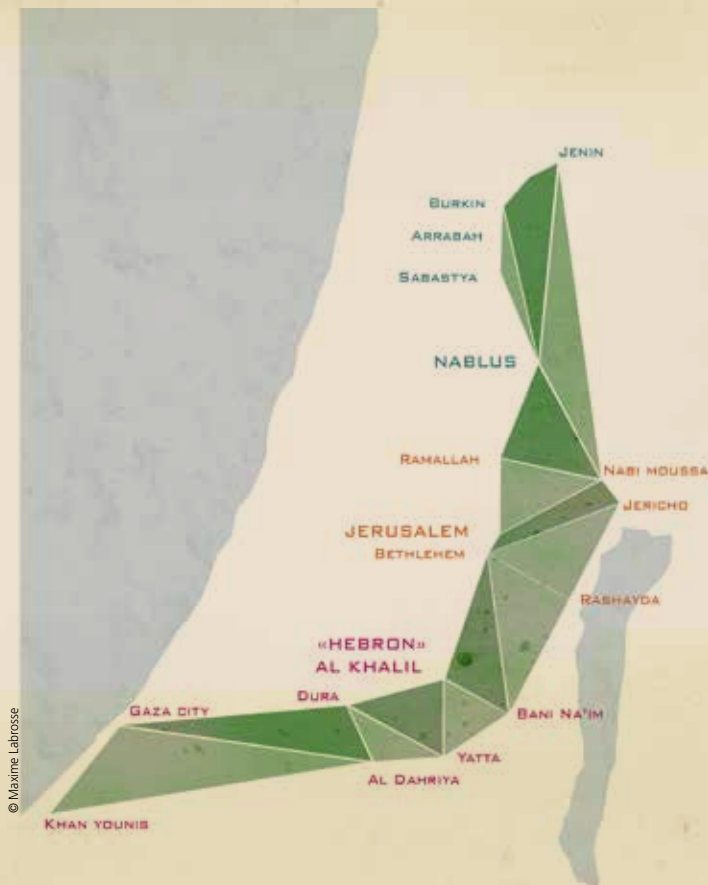 JENIN
BURKIN
ARRABAH
SABASTYA
NABLUS
RAMALLAH
NABI MOUSSA
JERICHO
JERUSALEM
BETHLEHEM
RASHAYDA
«HEBRON»
AL KHALIL
DURA
GAZA CITY
BANI NA'IM
YATTA
AL DAHRIYA
KHAN YOUNIS
© Maxime Labrosse